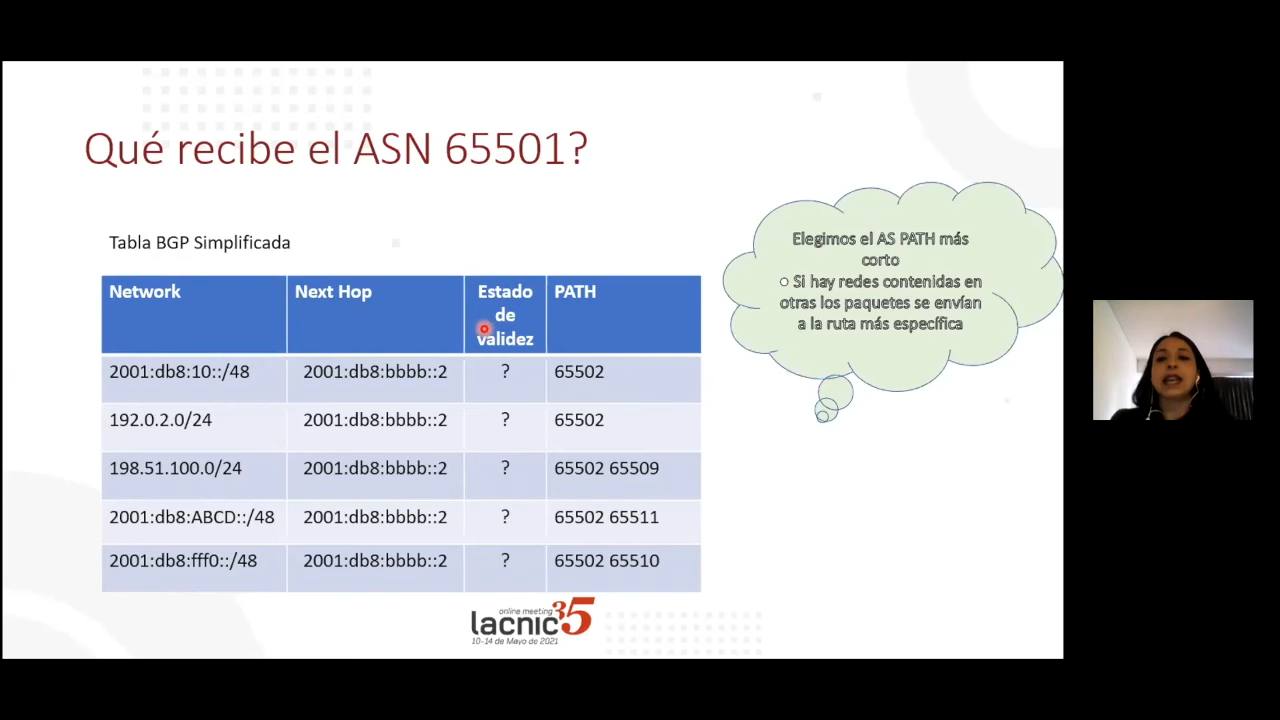 Qué recibe el ASN 65501?
Tabla BGP Simplificada
Network Next Hop Estado de validez PATH
2001:db8:10::/48 2001:db8:bbbb::2 ? 65502
192.0.2.0/24 2001:db8:bbbb::2 ? 65502
198.51.100.0/24 2001:db8:bbbb::2 ? 65502 65509
2001:db8:ABCD::/48 2001:db8:bbbb::2 ? 65502 65511
2001:db8:fff0::/48 2001:db8:bbbb::2 ? 65502 65510
Elegimos el AS PATH más
corto
○ Si hay redes contenidas en
otras los paquetes se envían
a la ruta más específica
online meeting
lacnic 35
10-14 de Mayo de 2021